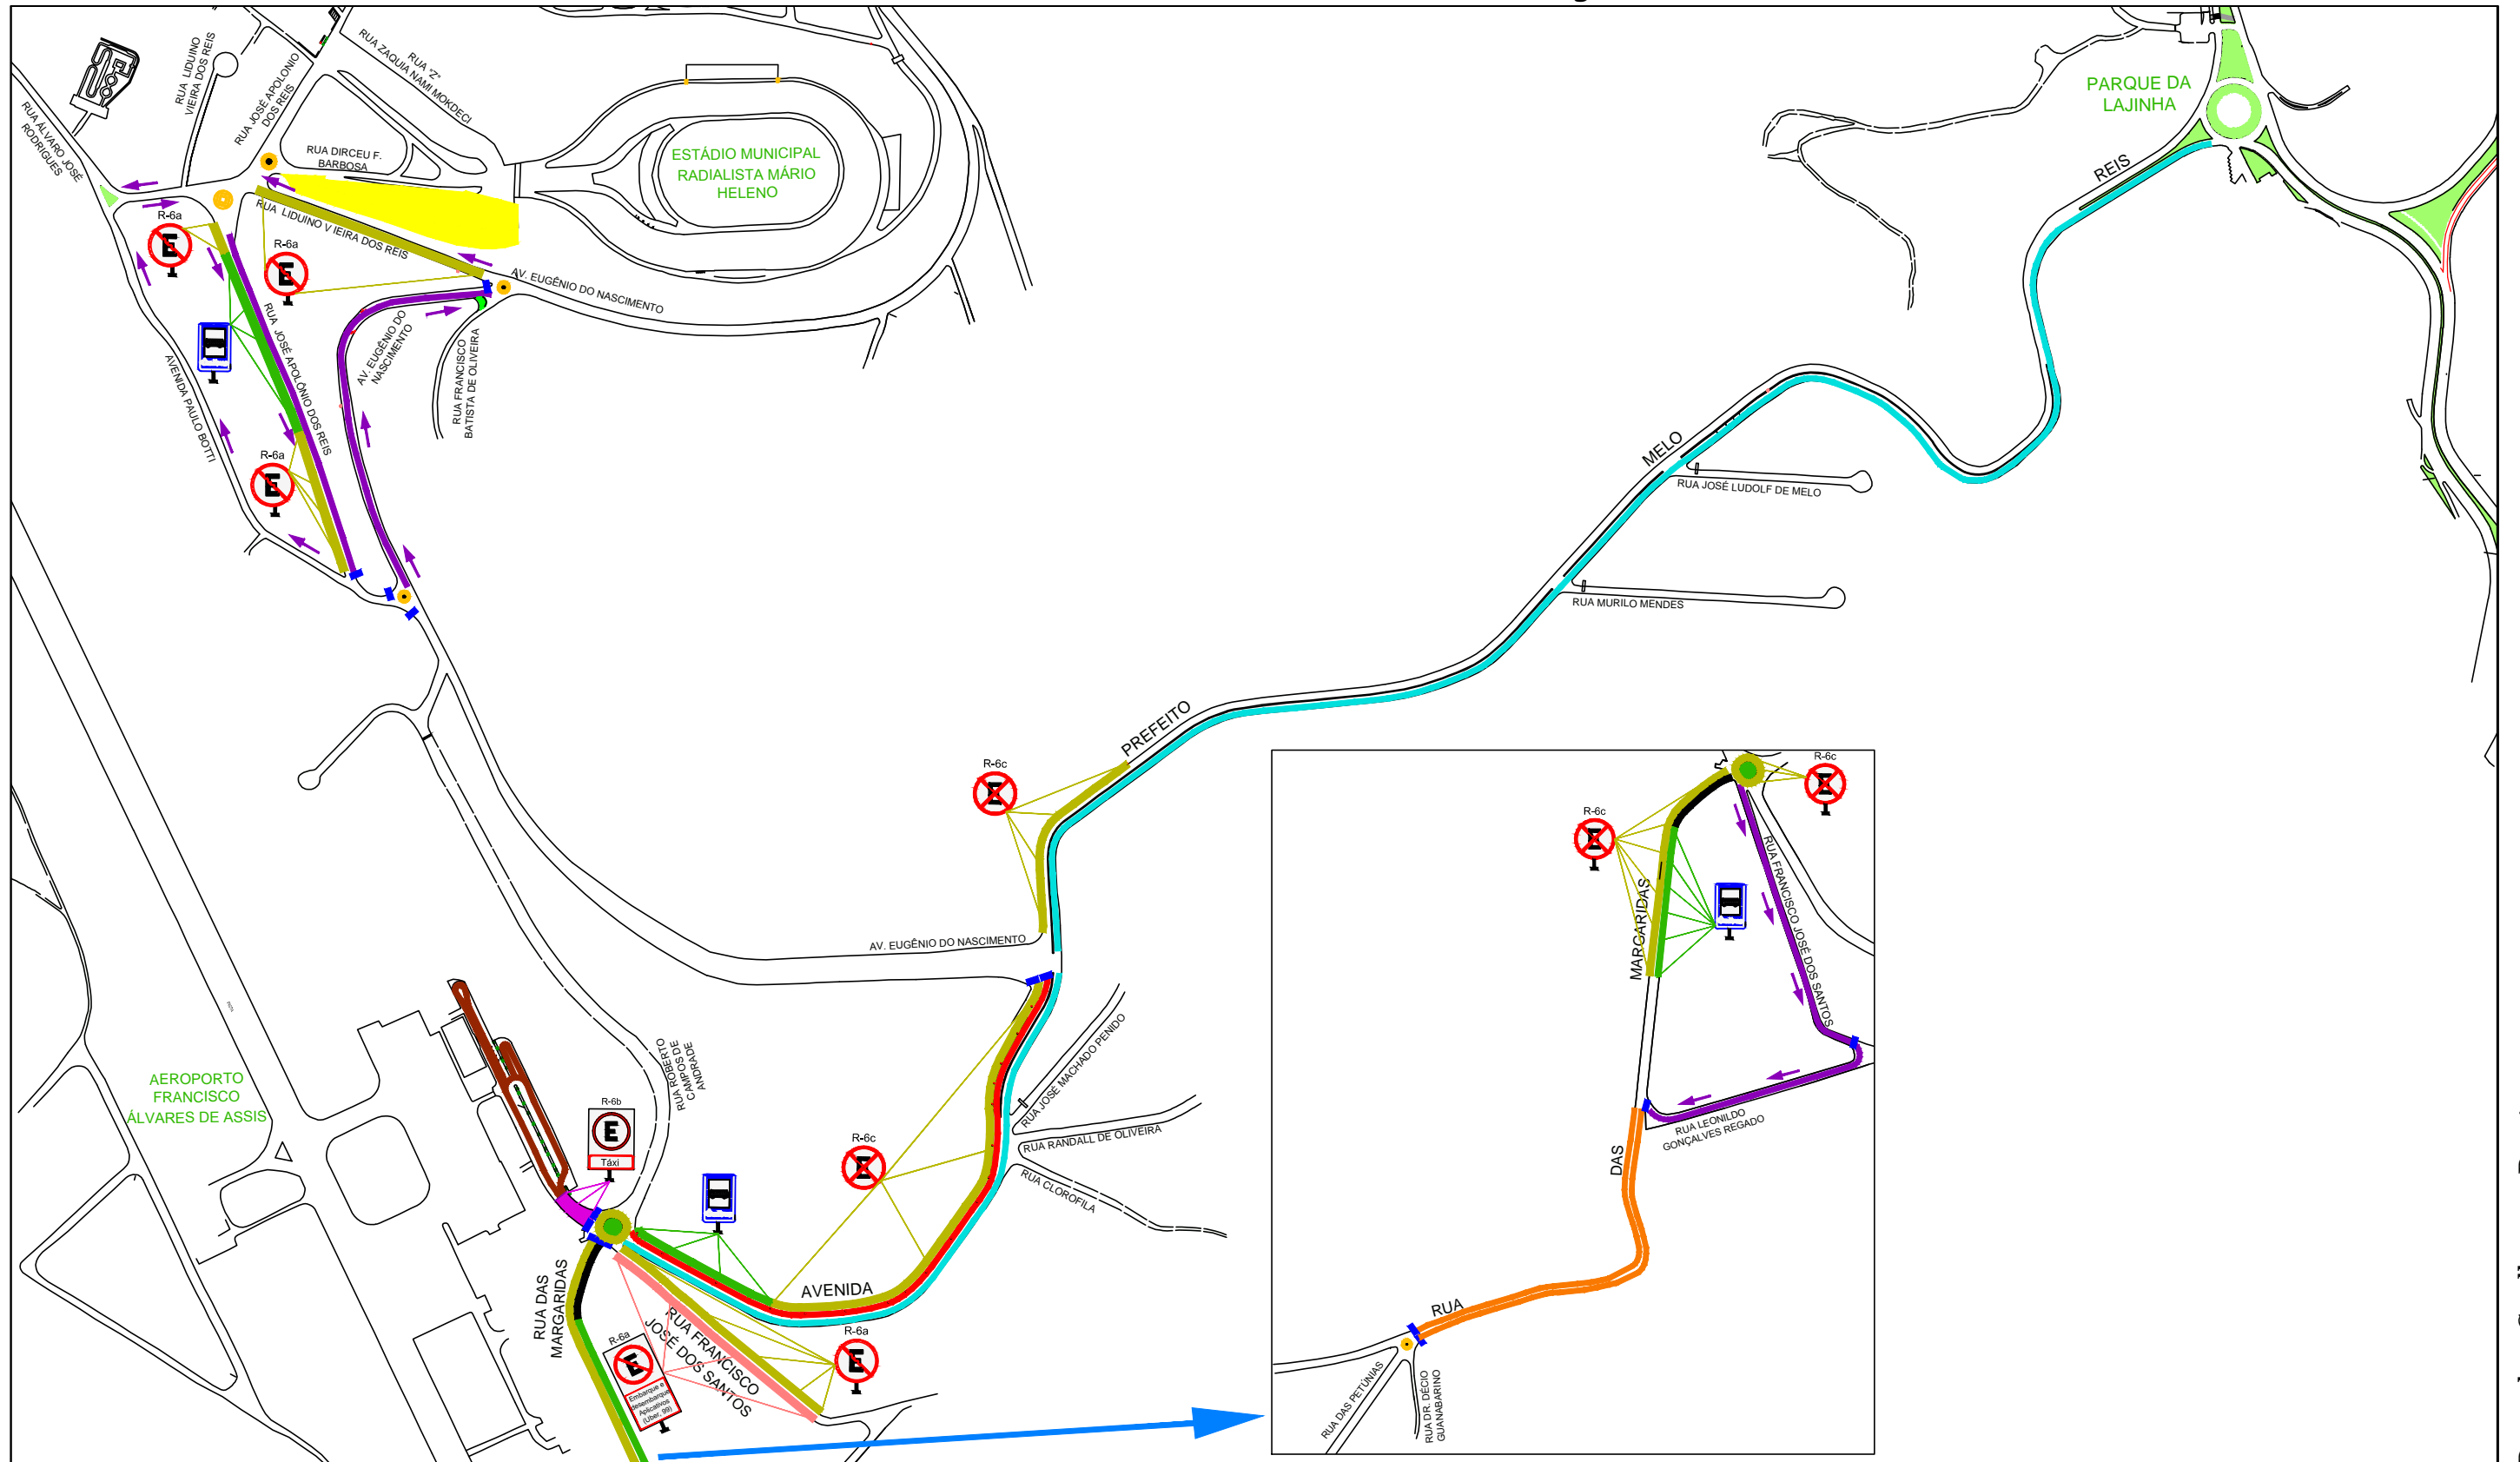 RUA LIDUINO
VIEIRA DOS REIS
RUA JOSÉ APOLONIO
DOS REIS
RUA "Z"
RUA ZAQUIA NAMI MOKDECI
RUA ÁLVARO JOSÉ
RODRIGUES
RUA DIRCEU F.
BARBOSA
ESTÁDIO MUNICIPAL
RADIALISTA MÁRIO
HELENO
PARQUE DA
LAJINHA
REIS
R-6a
E
R-6a
E
RUA LIDUINO V IEIRA DOS REIS
AV. EUGÊNIO DO NASCIMENTO
RUA JOSÉ APOLÔNIO DOS REIS
AV. EUGÊNIO DO
NASCIMENTO
RUA FRANCISCO
BATISTA DE OLIVEIRA
AVENIDA PAULO BOTTI
R-6a
E
MELO
RUA JOSÉ LUDOLF DE MELO
RUA MURILO MENDES
PREFEITO
R-6c
E
AV. EUGÊNIO DO NASCIMENTO
RUA JOSÉ MACHADO PENIDO
RUA RANDALL DE OLIVEIRA
RUA CLOROFILA
RUA ROBERTO
CAMPOS DE
ANDRADE
AEROPORTO
FRANCISCO
ÁLVARES DE ASSIS
R-6b
E
Táxi
R-6c
E
AVENIDA
RUA DAS
MARGARIDAS
RUA FRANCISCO
JOSÉ DOS SANTOS
R-6a
E
Embarque e
desembarque
Aplicativos
(Uber, 99)
R-6a
E
R-6c
E
R-6c
E
MARGARIDAS
RUA FRANCISCO JOSÉ DOS SANTOS
RUA LEONILDO
GONÇALVES REGADO
DAS
RUA
RUA DAS PETÚNIAS
RUA DR. DÉCIO
GUANABARINO